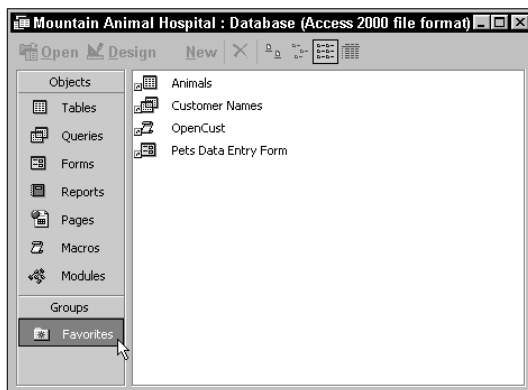 Mountain Animal Hospital : Database (Access 2000 file format)
Open Design New
Objects
Tables
Queries
Forms
Reports
Pages
Macros
Modules
Groups
Favorites
Animals
Customer Names
OpenCust
Pets Data Entry Form